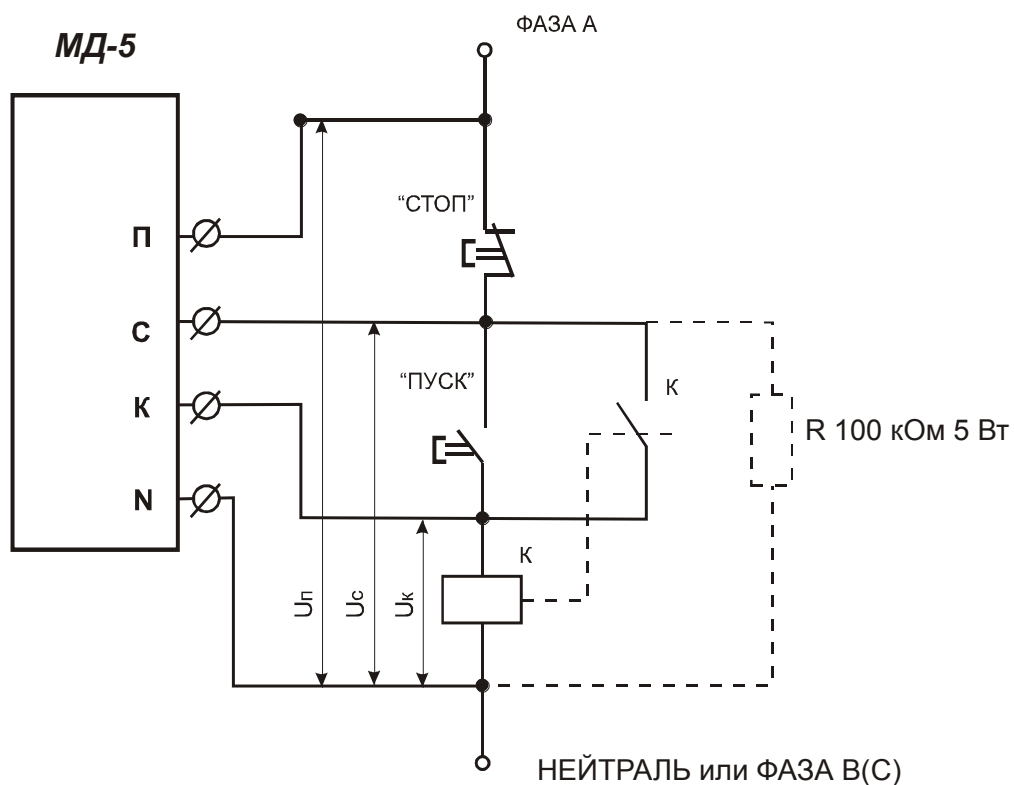 ФАЗА А
МД-5
"СТОП"
П
С
"ПУСК"
К
К
R 100 кОм 5 Вт
N
К
Uп
Uс
Uк
НЕЙТРАЛЬ или ФАЗА В(С)